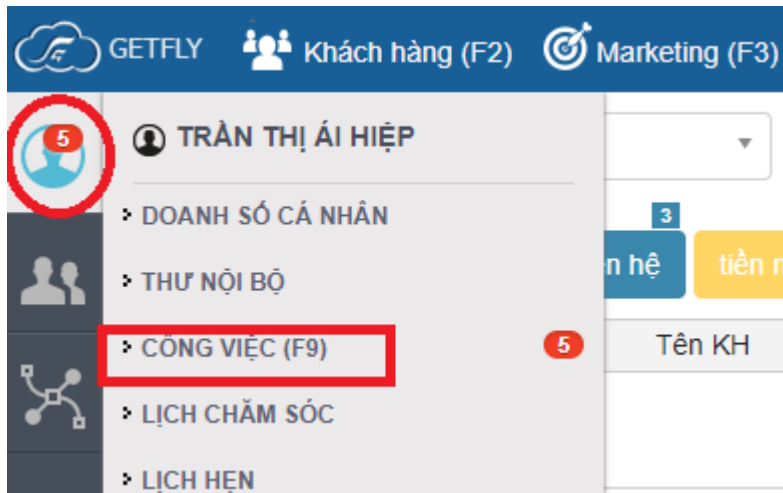 GETFLY Khách hàng (F2) Marketing (F3)
5 TRẦN THỊ ÁI HIỆP
DOANH SỐ CÁ NHÂN
3
n hệ tiền
THƯ NỘI BỘ
CÔNG VIỆC (F9) 5 Tên KH
LỊCH CHĂM SÓC
LỊCH HẸN